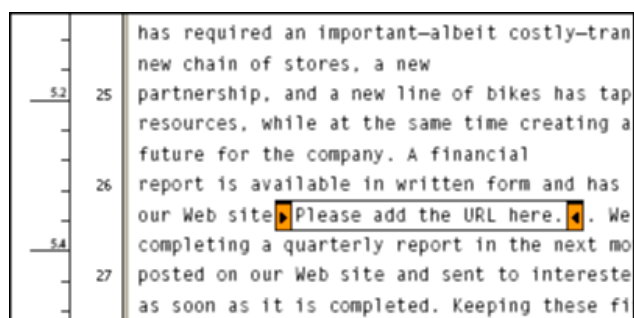 has required an important—albeit costly—tran
new chain of stores, a new
52 25 partnership, and a new line of bikes has tap
resources, while at the same time creating a
future for the company. A financial
26 report is available in written form and has
our Web site Please add the URL here. . We
54 completing a quarterly report in the next mo
27 posted on our Web site and sent to intereste
as soon as it is completed. Keeping these fi